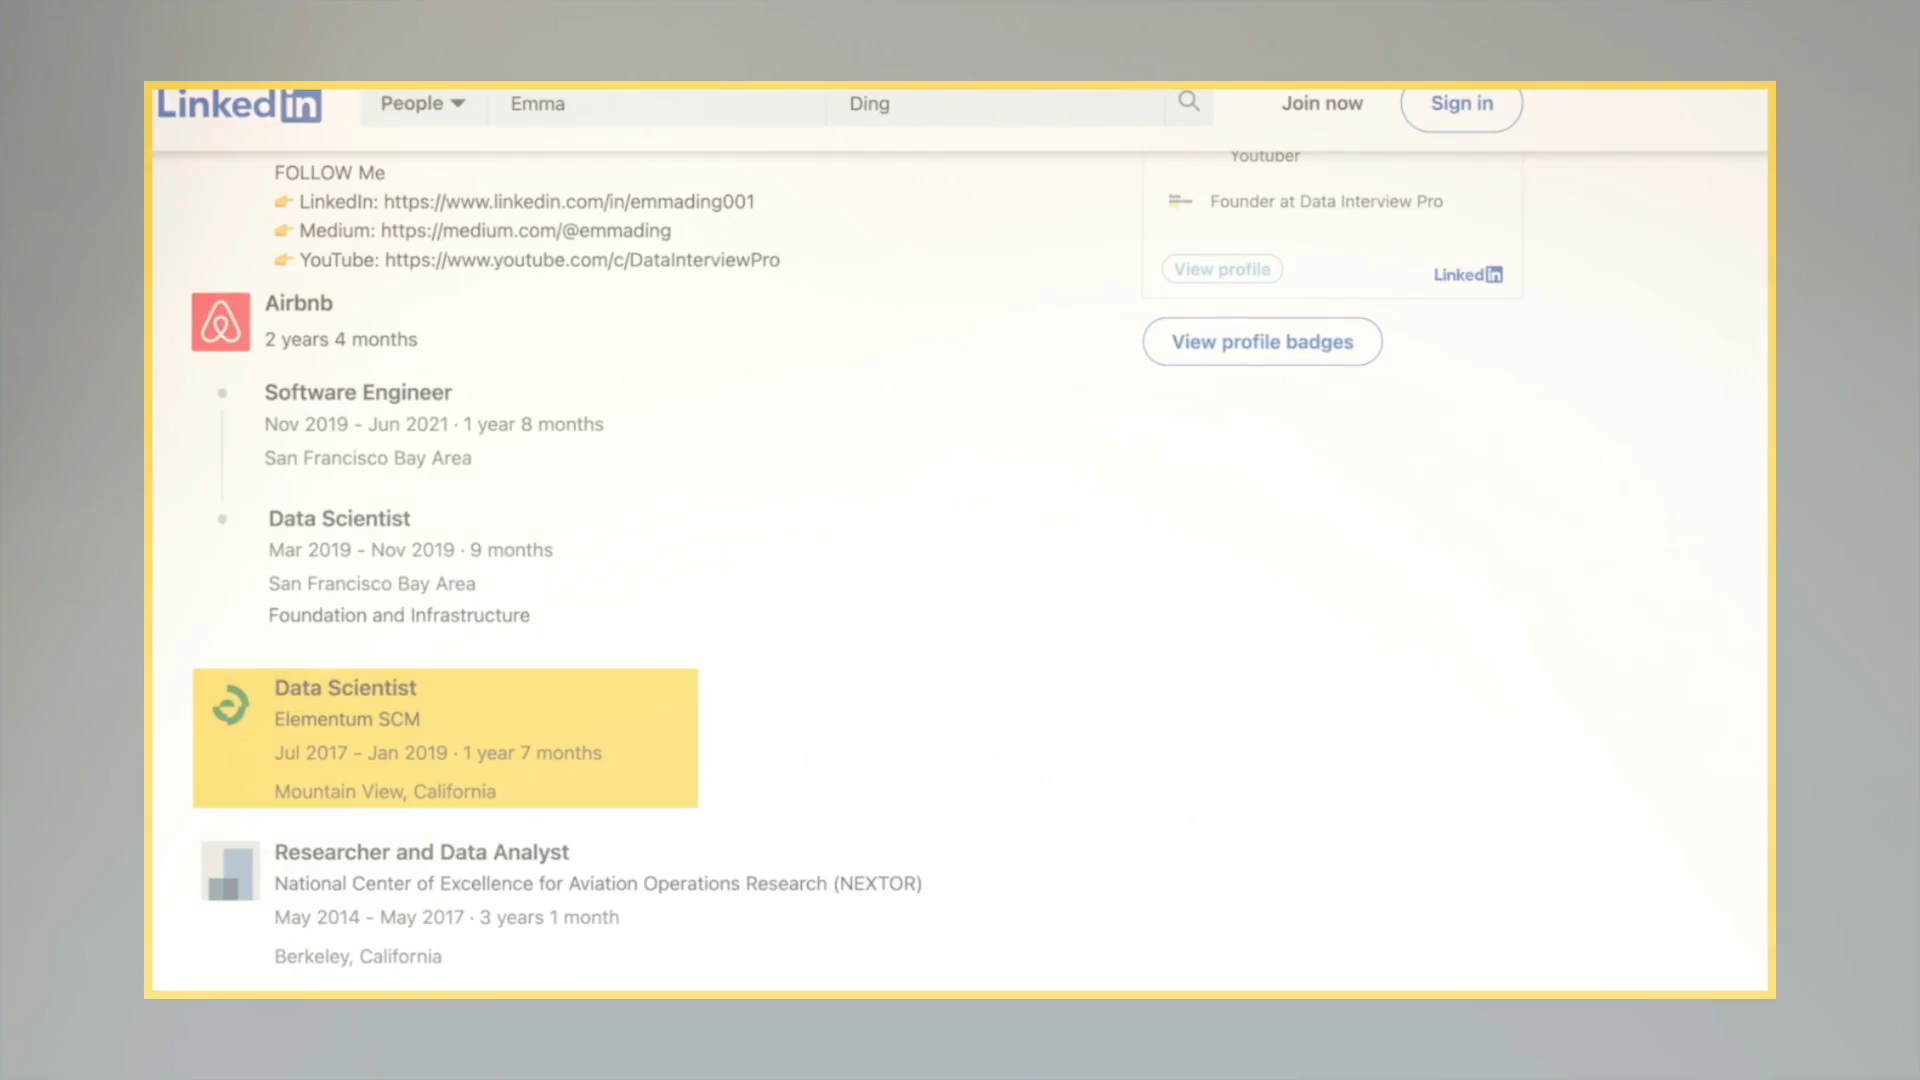 LinkedIn People Emma Ding Join now Sign in
FOLLOW Me
👉 LinkedIn: https://www.linkedin.com/in/emmading001
👉 Medium: https://medium.com/@emmading
👉 YouTube: https://www.youtube.com/c/DataInterviewPro
Airbnb
2 years 4 months
Software Engineer
Nov 2019 - Jun 2021 · 1 year 8 months
San Francisco Bay Area
Data Scientist
Mar 2019 - Nov 2019 · 9 months
San Francisco Bay Area
Foundation and Infrastructure
Data Scientist
Elementum SCM
Jul 2017 - Jan 2019 · 1 year 7 months
Mountain View, California
Researcher and Data Analyst
National Center of Excellence for Aviation Operations Research (NEXTOR)
May 2014 - May 2017 · 3 years 1 month
Berkeley, California
Youtuber
Founder at Data Interview Pro
View profile
LinkedIn
View profile badges